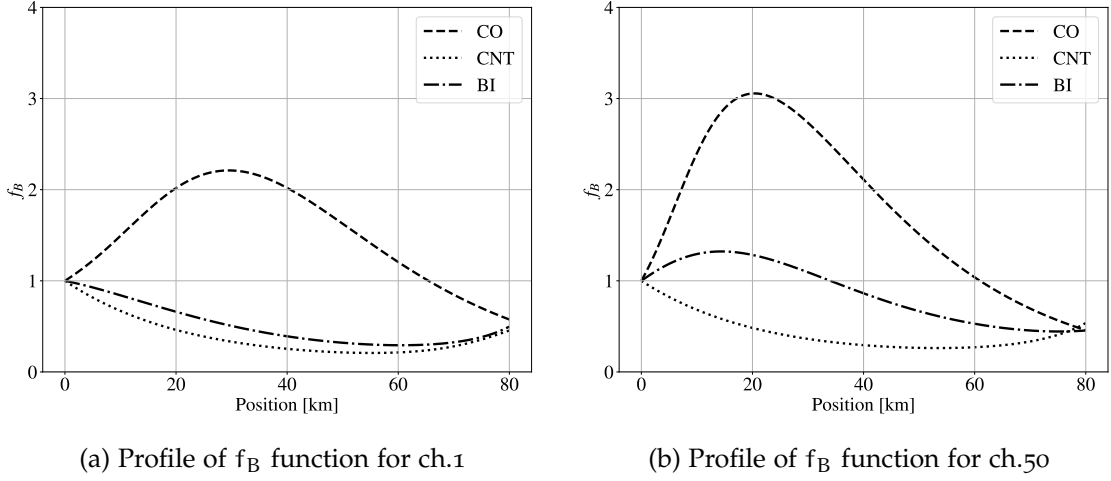 4
3
2
1
0
f_B
CO
CNT
BI
0 20 40 60 80
Position [km]
(a) Profile of f_B function for ch.1
4
3
2
1
0
f_B
CO
CNT
BI
0 20 40 60 80
Position [km]
(b) Profile of f_B function for ch.50